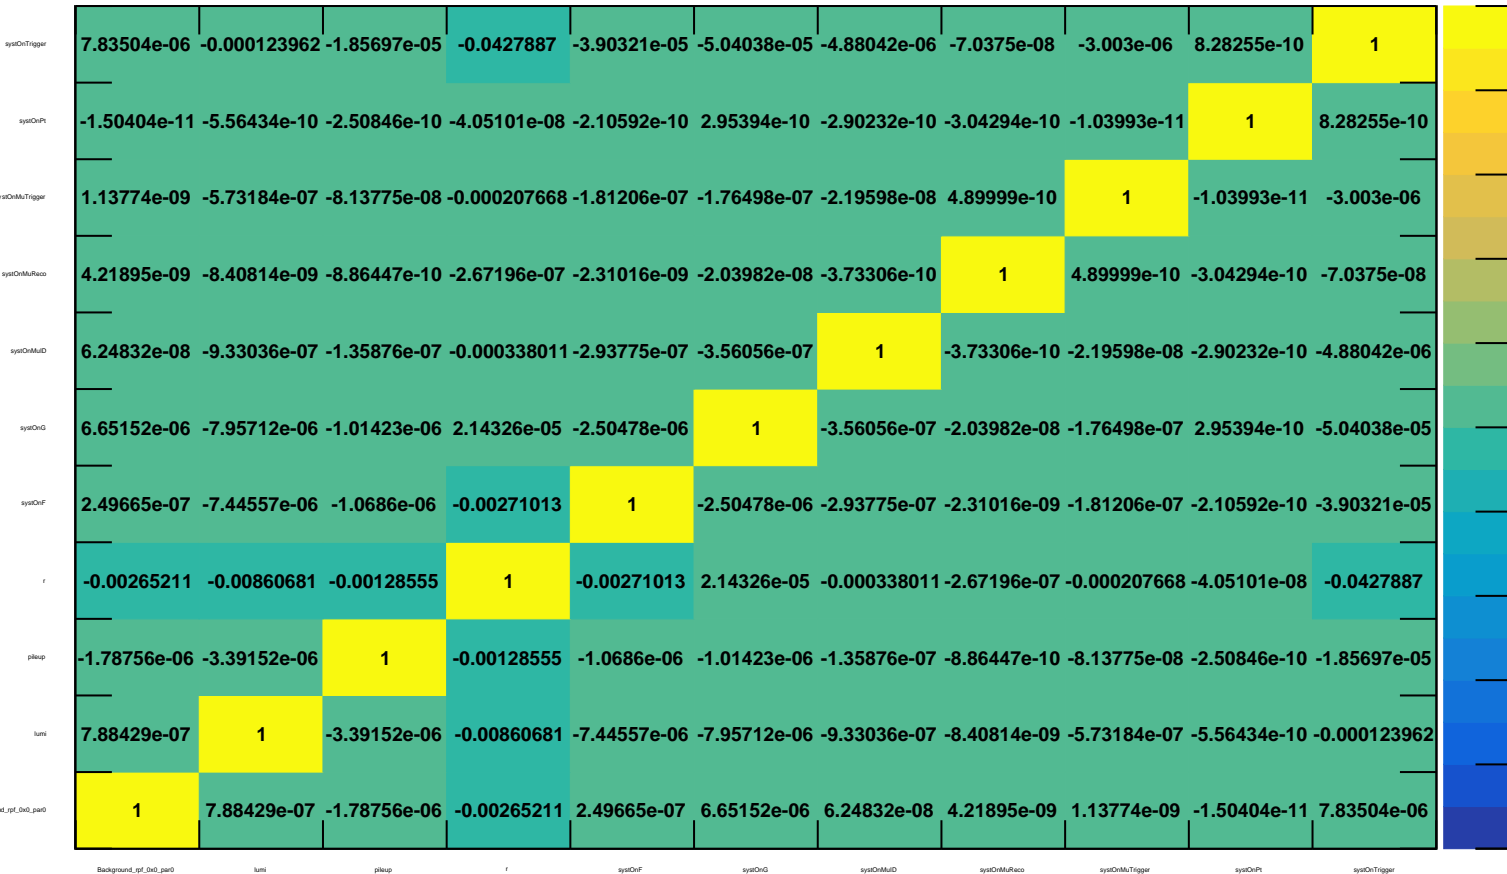 systOnTrigger 7.83504e-06 -0.000123962 -1.85697e-05 -0.0427887 -3.90321e-05 -5.04038e-05 -4.88042e-06 -7.0375e-08 -3.003e-06 8.28255e-10 1
systOnPt -1.50404e-11 -5.56434e-10 -2.50846e-10 -4.05101e-08 -2.10592e-10 2.95394e-10 -2.90232e-10 -3.04294e-10 -1.03993e-11 1 8.28255e-10
stOnMuTrigger 1.13774e-09 -5.73184e-07 -8.13775e-08 -0.000207668 -1.81206e-07 -1.76498e-07 -2.19598e-08 4.89999e-10 1 -1.03993e-11 -3.003e-06
systOnMuReco 4.21895e-09 -8.40814e-09 -8.86447e-10 -2.67196e-07 -2.31016e-09 -2.03982e-08 -3.73306e-10 1 4.89999e-10 -3.04294e-10 -7.0375e-08
systOnMuID 6.24832e-08 -9.33036e-07 -1.35876e-07 -0.000338011 -2.93775e-07 -3.56056e-07 1 -3.73306e-10 -2.19598e-08 -2.90232e-10 -4.88042e-06
systOnG 6.65152e-06 -7.95712e-06 -1.01423e-06 2.14326e-05 -2.50478e-06 1 -3.56056e-07 -2.03982e-08 -1.76498e-07 2.95394e-10 -5.04038e-05
systOnF 2.49665e-07 -7.44557e-06 -1.0686e-06 -0.00271013 1 -2.50478e-06 -2.93775e-07 -2.31016e-09 -1.81206e-07 -2.10592e-10 -3.90321e-05
r -0.00265211 -0.00860681 -0.00128555 1 -0.00271013 2.14326e-05 -0.000338011 -2.67196e-07 -0.000207668 -4.05101e-08 -0.0427887
pileup -1.78756e-06 -3.39152e-06 1 -0.00128555 -1.0686e-06 -1.01423e-06 -1.35876e-07 -8.86447e-10 -8.13775e-08 -2.50846e-10 -1.85697e-05
lumi 7.88429e-07 1 -3.39152e-06 -0.00860681 -7.44557e-06 -7.95712e-06 -9.33036e-07 -8.40814e-09 -5.73184e-07 -5.56434e-10 -0.000123962
d_rpf_0x0_par0 1 7.88429e-07 -1.78756e-06 -0.00265211 2.49665e-07 6.65152e-06 6.24832e-08 4.21895e-09 1.13774e-09 -1.50404e-11 7.83504e-06
Background_rpf_0x0_par0 lumi pileup r systOnF systOnG systOnMuID systOnMuReco systOnMuTrigger systOnPt systOnTrigger